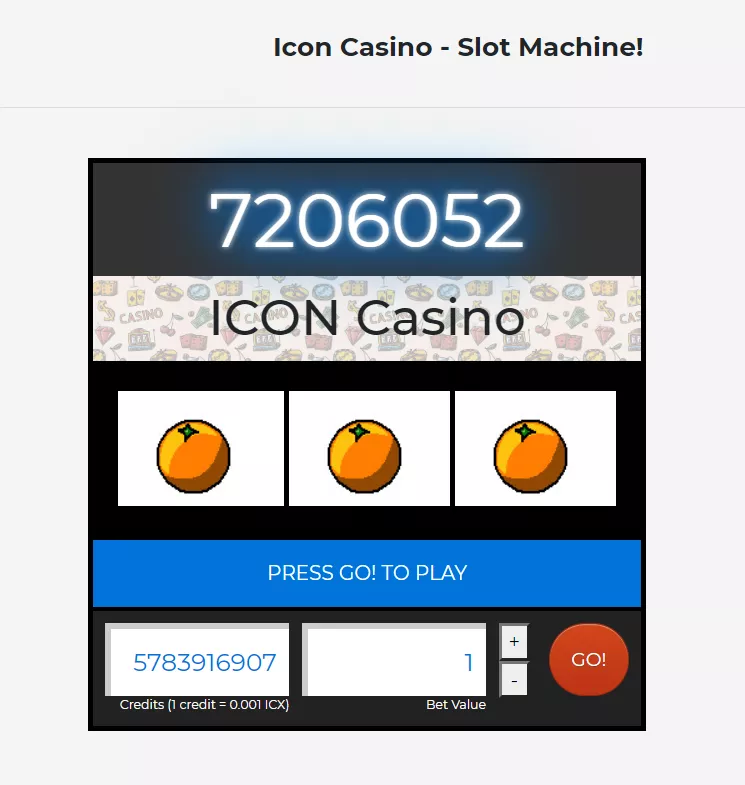 Icon Casino - Slot Machine!
7206052
CASINO
ICON Casino
PRESS GO! TO PLAY
5783916907
1
+
-
GO!
Credits (1 credit = 0.001 ICX)
Bet Value